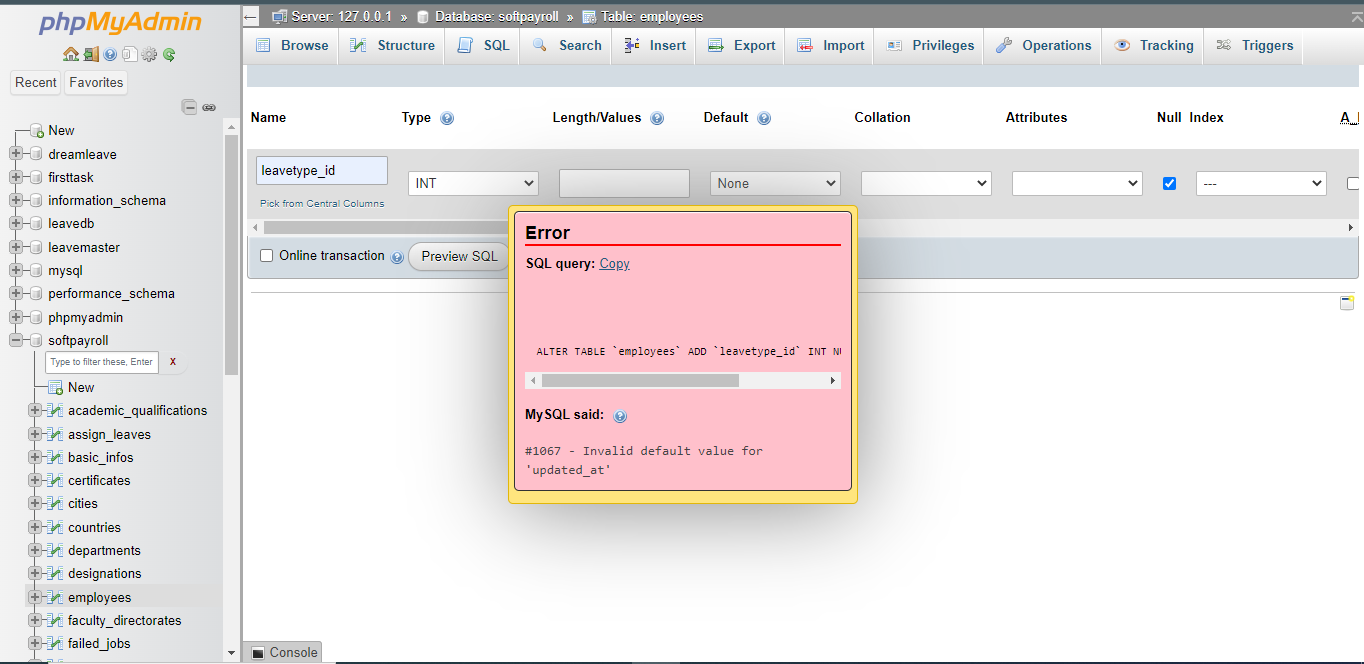 phpMyAdmin
Recent Favorites
New
dreamleave
firsttask
information_schema
leavedb
leavemaster
mysql
performance_schema
phpmyadmin
softpayroll
Type to filter these, Enter X
New
academic_qualifications
assign_leaves
basic_infos
certificates
cities
countries
departments
designations
employees
faculty_directorates
failed_jobs
Server: 127.0.0.1 » Database: softpayroll » Table: employees
Browse Structure SQL Search Insert Export Import Privileges Operations Tracking Triggers
Name Type Length/Values Default Collation Attributes Null Index A_I
leavetype_id INT None ---
Pick from Central Columns
Online transaction Preview SQL
Error
SQL query: Copy
ALTER TABLE `employees` ADD `leavetype_id` INT NU
MySQL said:
#1067 - Invalid default value for
'updated_at'
Console